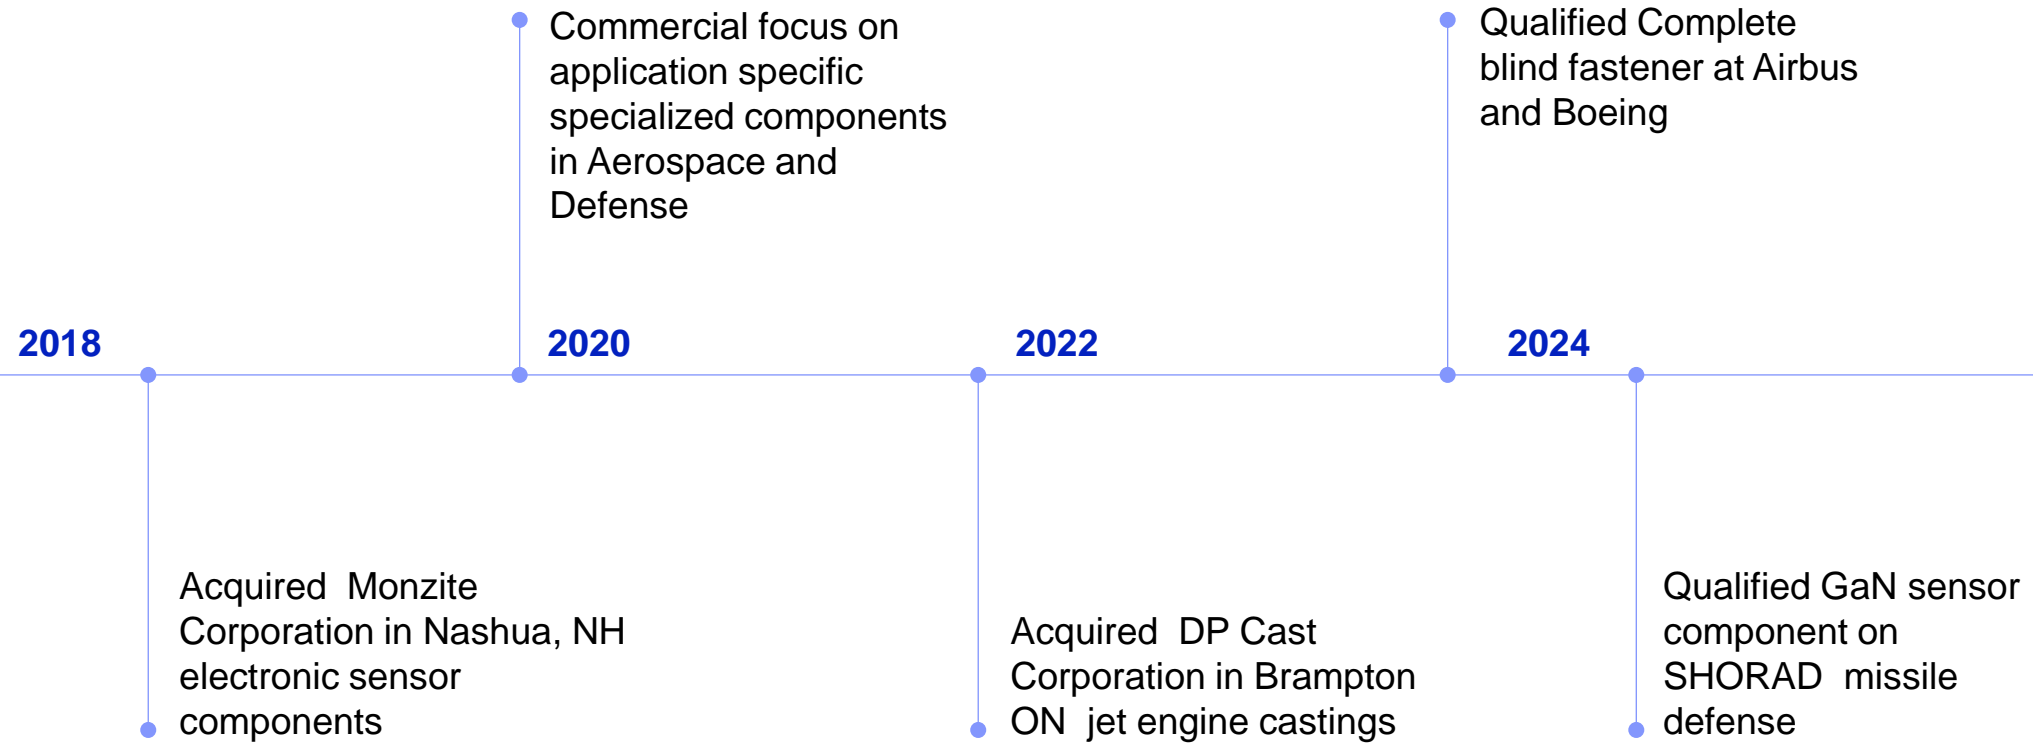 Commercial focus on
application specific
specialized components
in Aerospace and
Defense
Qualified Complete
blind fastener at Airbus
and Boeing
2018
2020
2022
2024
Acquired  Monzite
Corporation in Nashua, NH
electronic sensor
components
Acquired  DP Cast
Corporation in Brampton
ON  jet engine castings
Qualified GaN sensor
component on
SHORAD  missile
defense